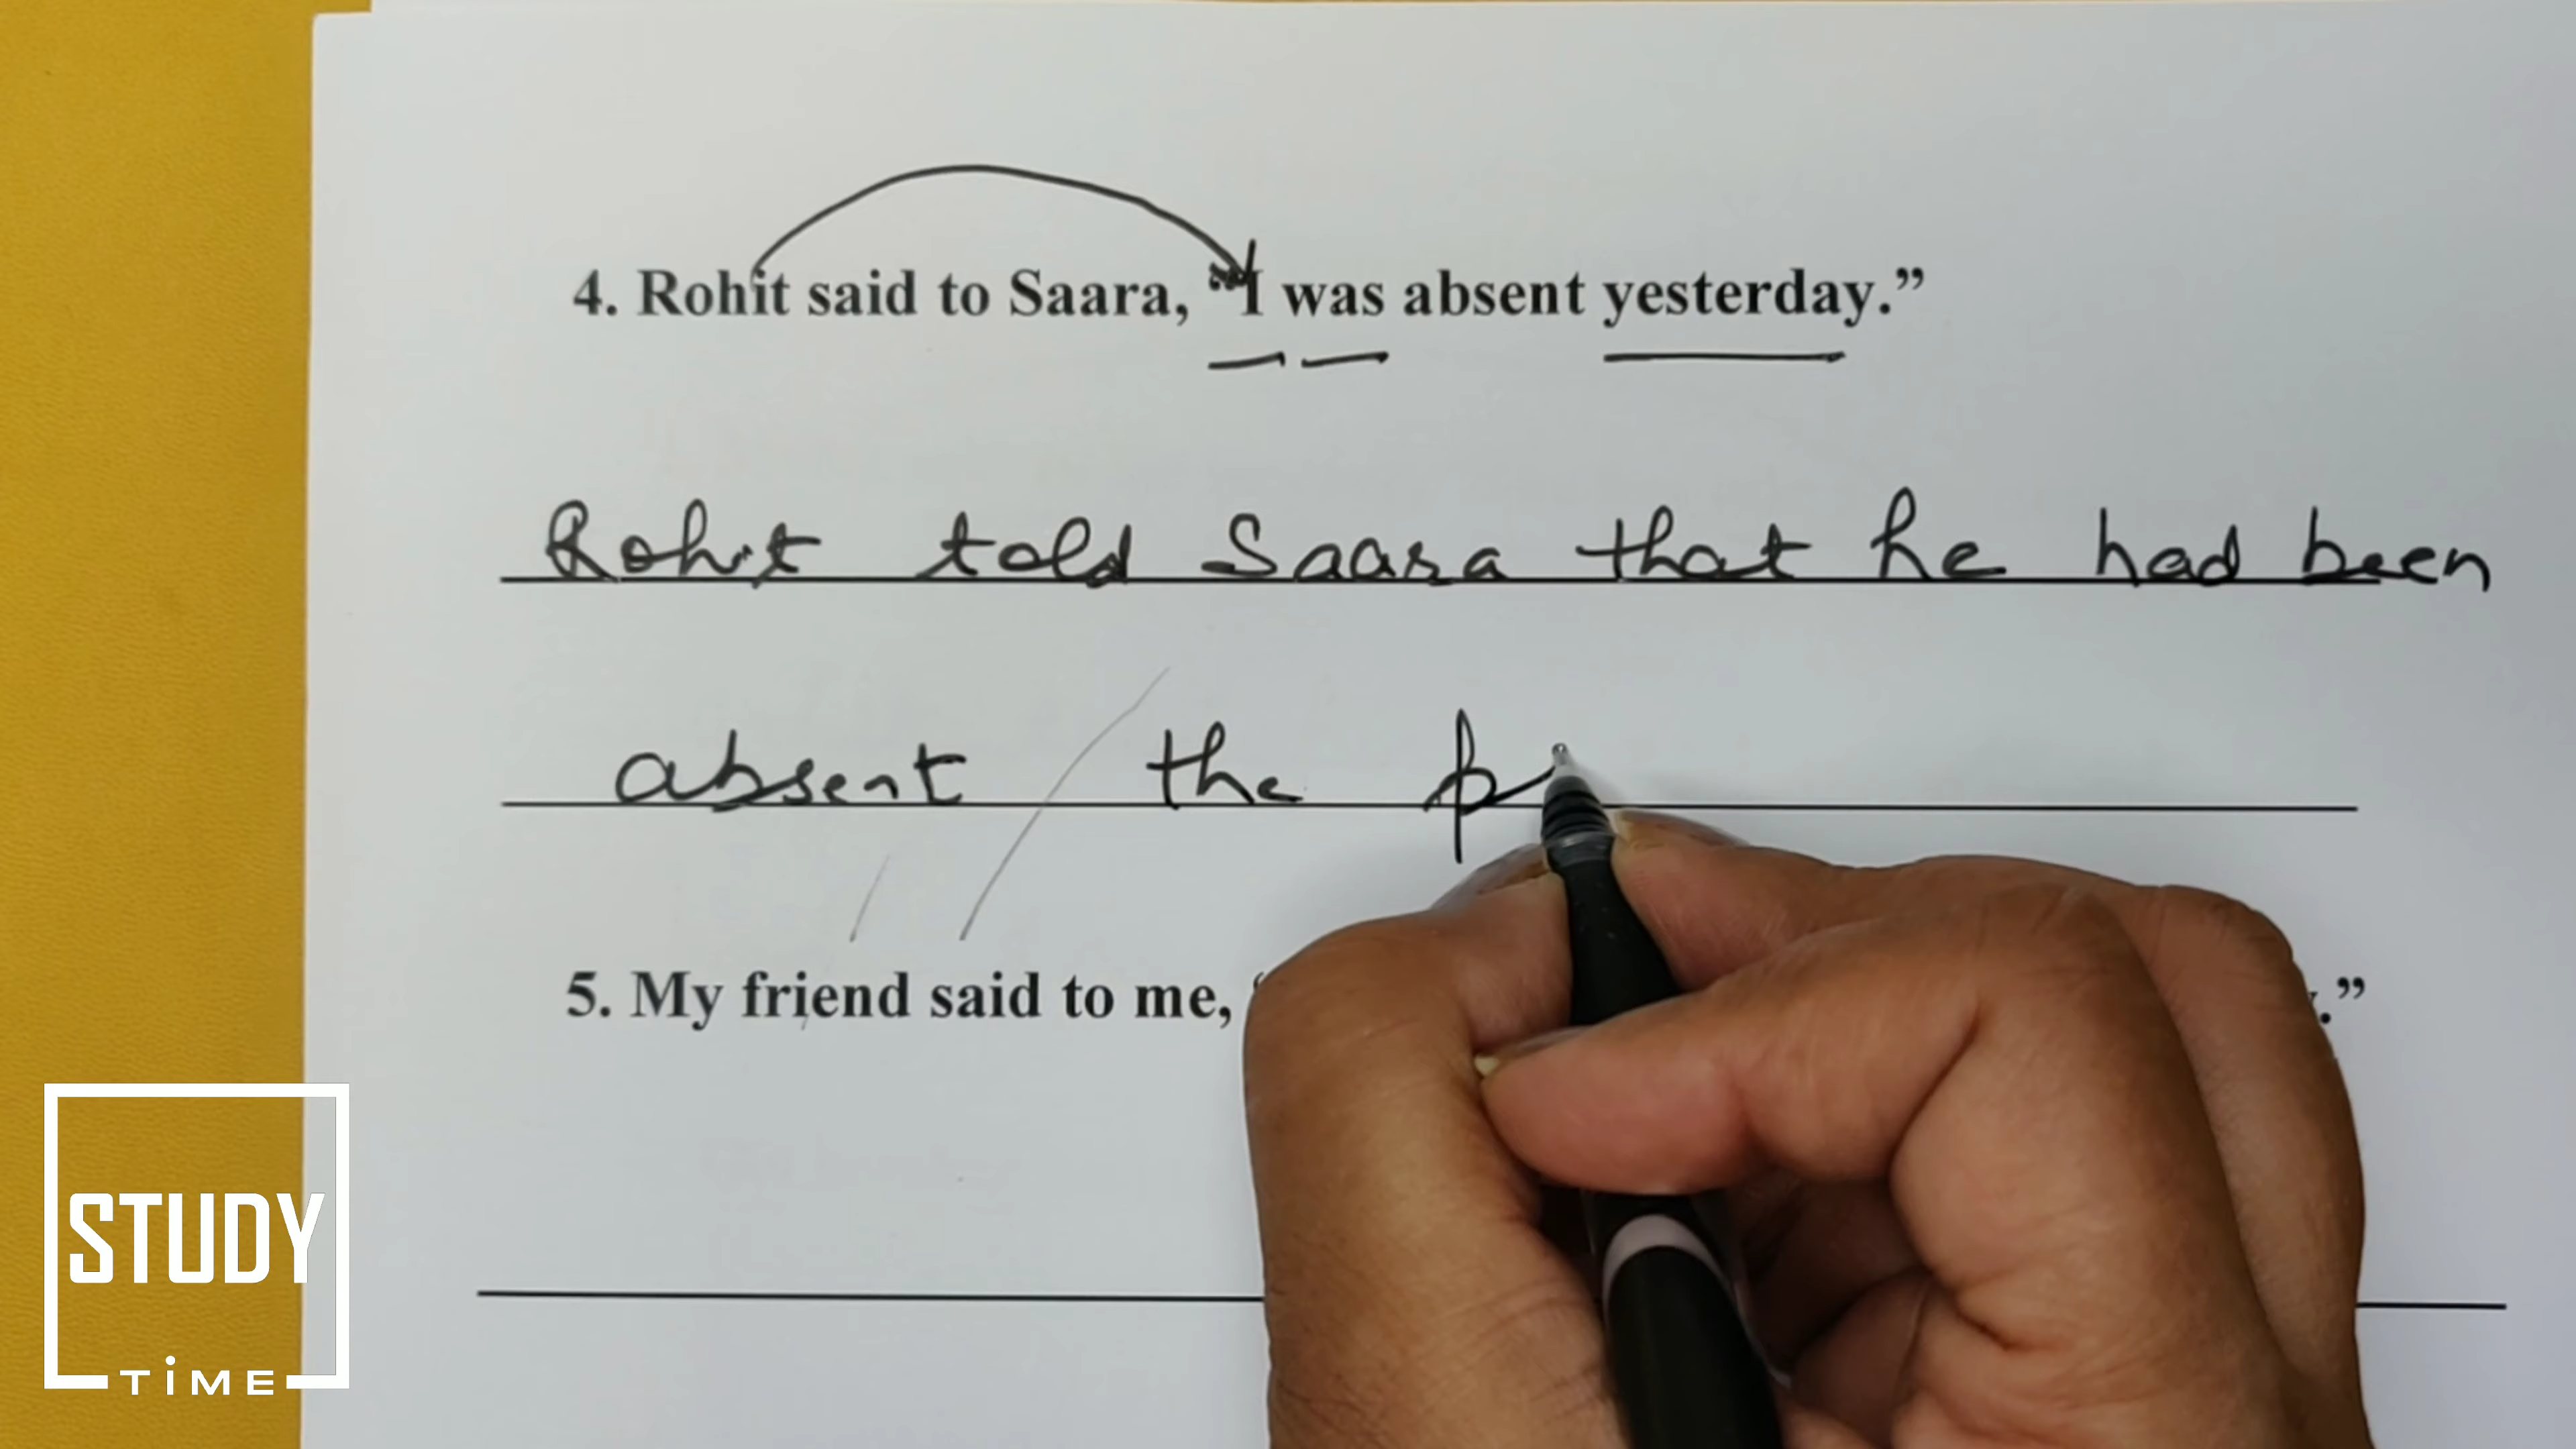 4. Rohit said to Saara, “I was absent yesterday.”
Rohit told Saara that he had been
absent the p
5. My friend said to me, .”
STUDY
TiME